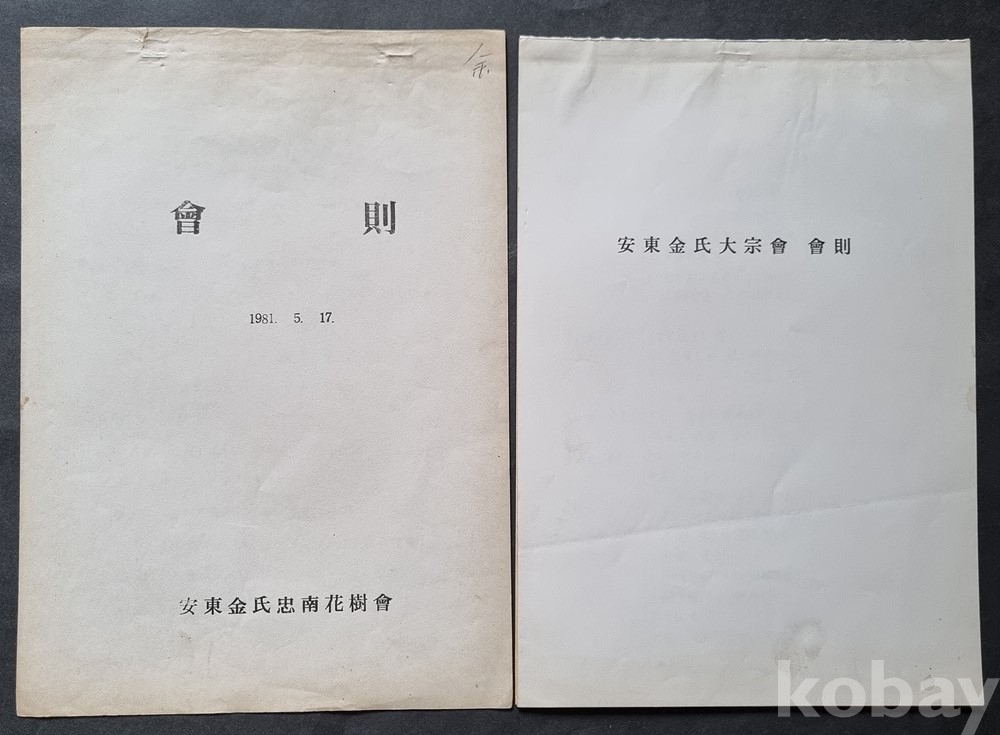 會 則
1981. 5. 17.
安東金氏忠南花樹會
安東金氏大宗會 會則
kobay